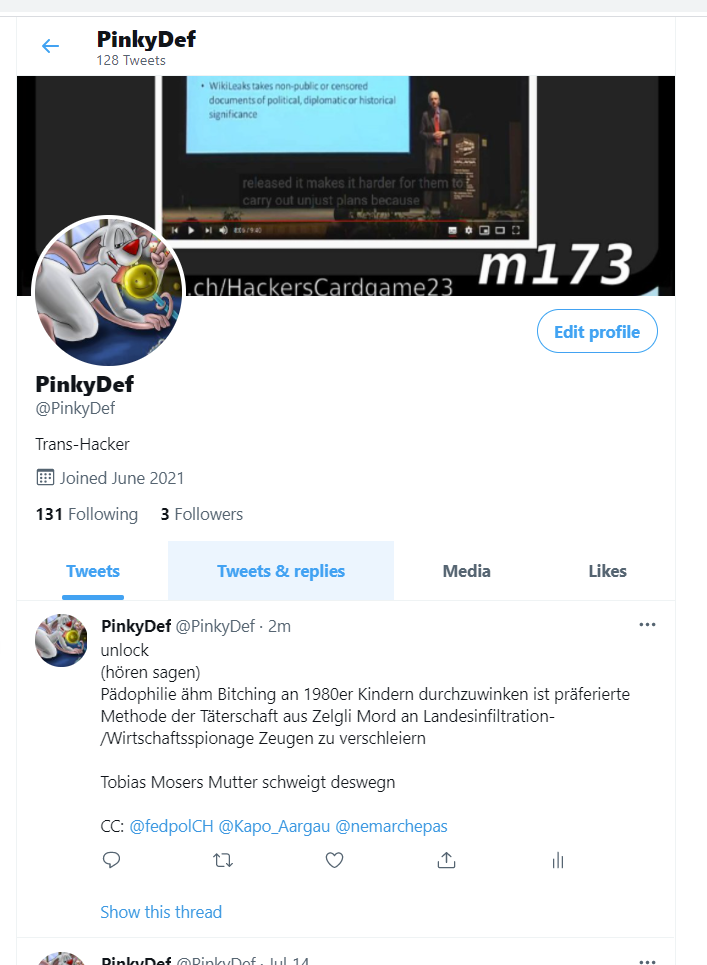 PinkyDef
128 Tweets
• WikiLeaks takes non-public or censored
documents of political, diplomatic or historical
significance
released it makes it harder for them to
carry out unjust plans because
m173
.ch/HackersCardgame23
Edit profile
PinkyDef
@PinkyDef
Trans-Hacker
Joined June 2021
131 Following 3 Followers
Tweets Tweets & replies Media Likes
PinkyDef @PinkyDef · 2m
unlock
(hören sagen)
Pädophilie ähm Bitching an 1980er Kindern durchzuwinken ist präferierte
Methode der Täterschaft aus Zelgli Mord an Landesinfiltration-
/Wirtschaftsspionage Zeugen zu verschleiern
Tobias Mosers Mutter schweigt deswegn
CC: @fedpolCH @Kapo_Aargau @nemarchepas
Show this thread
PinkyDef @PinkyDef · Jul 14